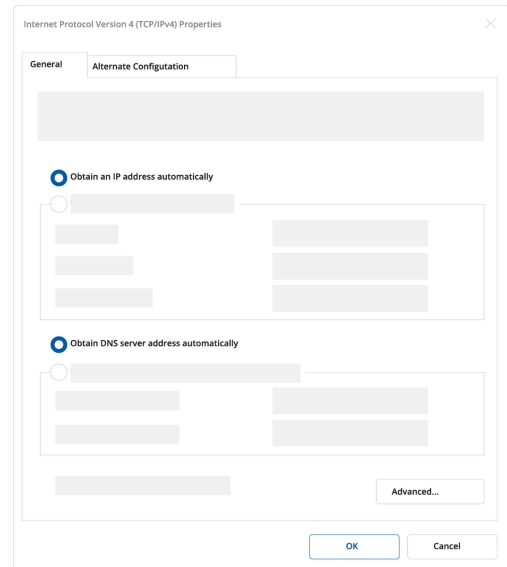 Internet Protocol Version 4 (TCP/IPv4) Properties
General
Alternate Configutation
Obtain an IP address automatically
Obtain DNS server address automatically
Advanced...
OK
Cancel